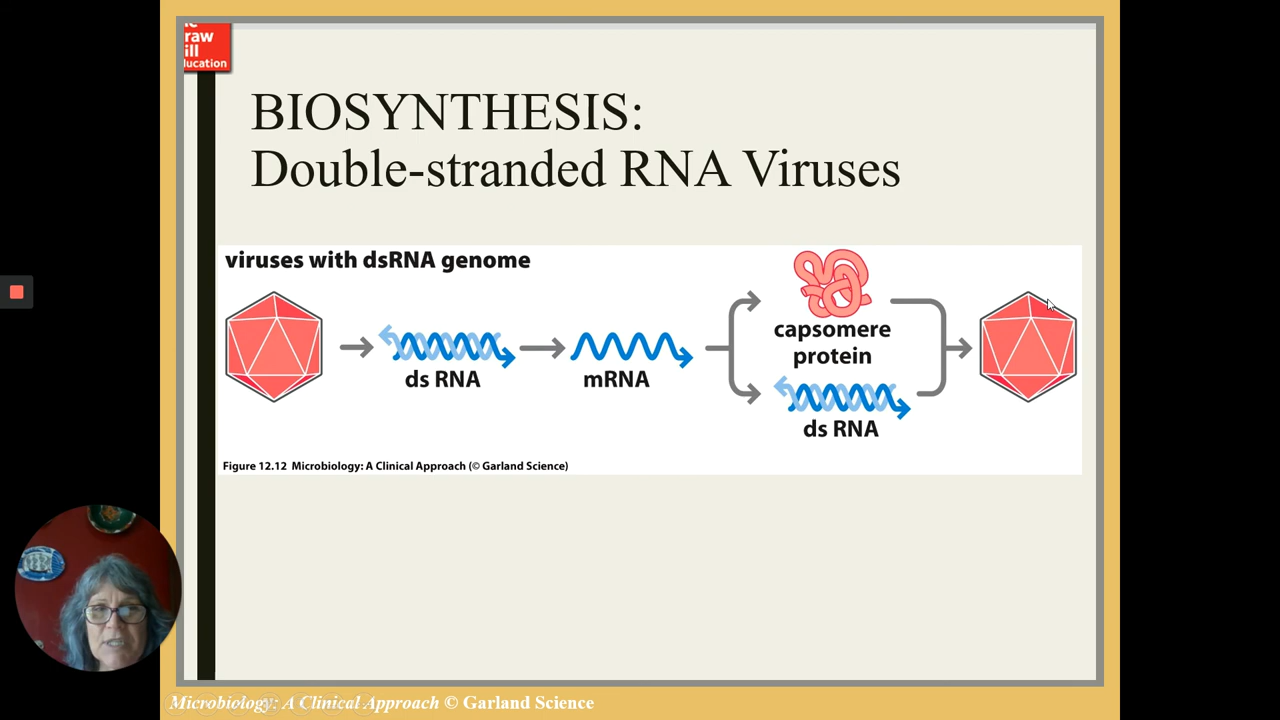 raw
ill
ucation
BIOSYNTHESIS:
Double-stranded RNA Viruses
viruses with dsRNA genome
ds RNA
mRNA
capsomere
protein
ds RNA
Figure 12.12 Microbiology: A Clinical Approach (© Garland Science)
Microbiology: A Clinical Approach © Garland Science